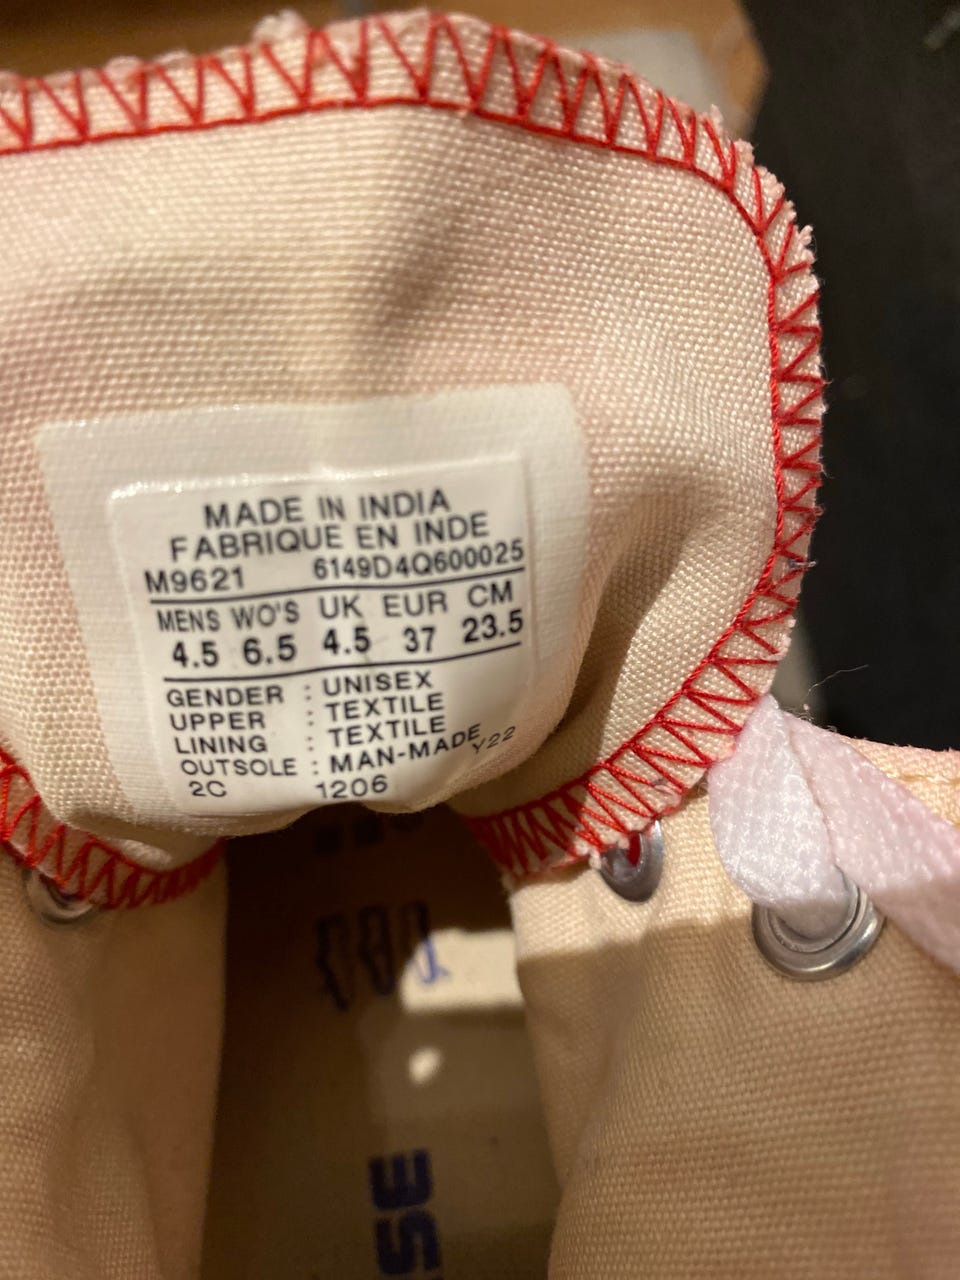 MADE IN INDIA
FABRIQUE EN INDE
M9621 6149D4Q600025
MENS WO'S UK EUR CM
4.5 6.5 4.5 37 23.5
GENDER : UNISEX
UPPER : TEXTILE
LINING : TEXTILE
OUTSOLE : MAN-MADE Y22
2C 1206
SE